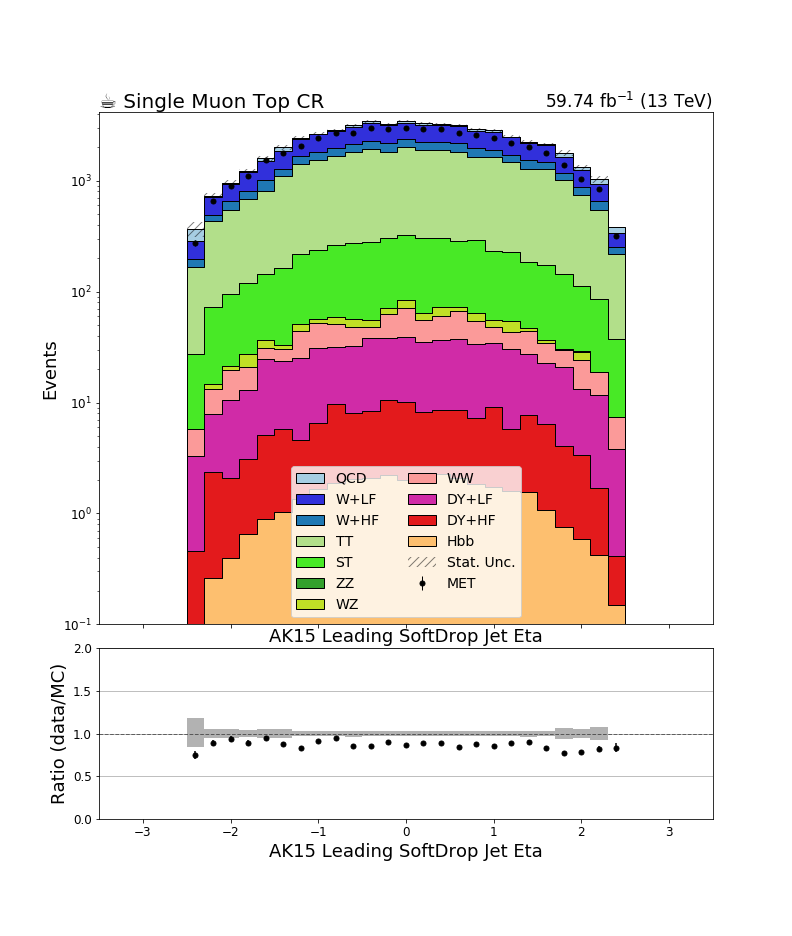 ☕ Single Muon Top CR 59.74 fb⁻¹ (13 TeV)
10³
10²
10¹
10⁰
10⁻¹
Events
QCD WW
W+LF DY+LF
W+HF DY+HF
TT Hbb
ST Stat. Unc.
ZZ MET
WZ
AK15 Leading SoftDrop Jet Eta
2.0
1.5
1.0
0.5
0.0
Ratio (data/MC)
−3 −2 −1 0 1 2 3
AK15 Leading SoftDrop Jet Eta